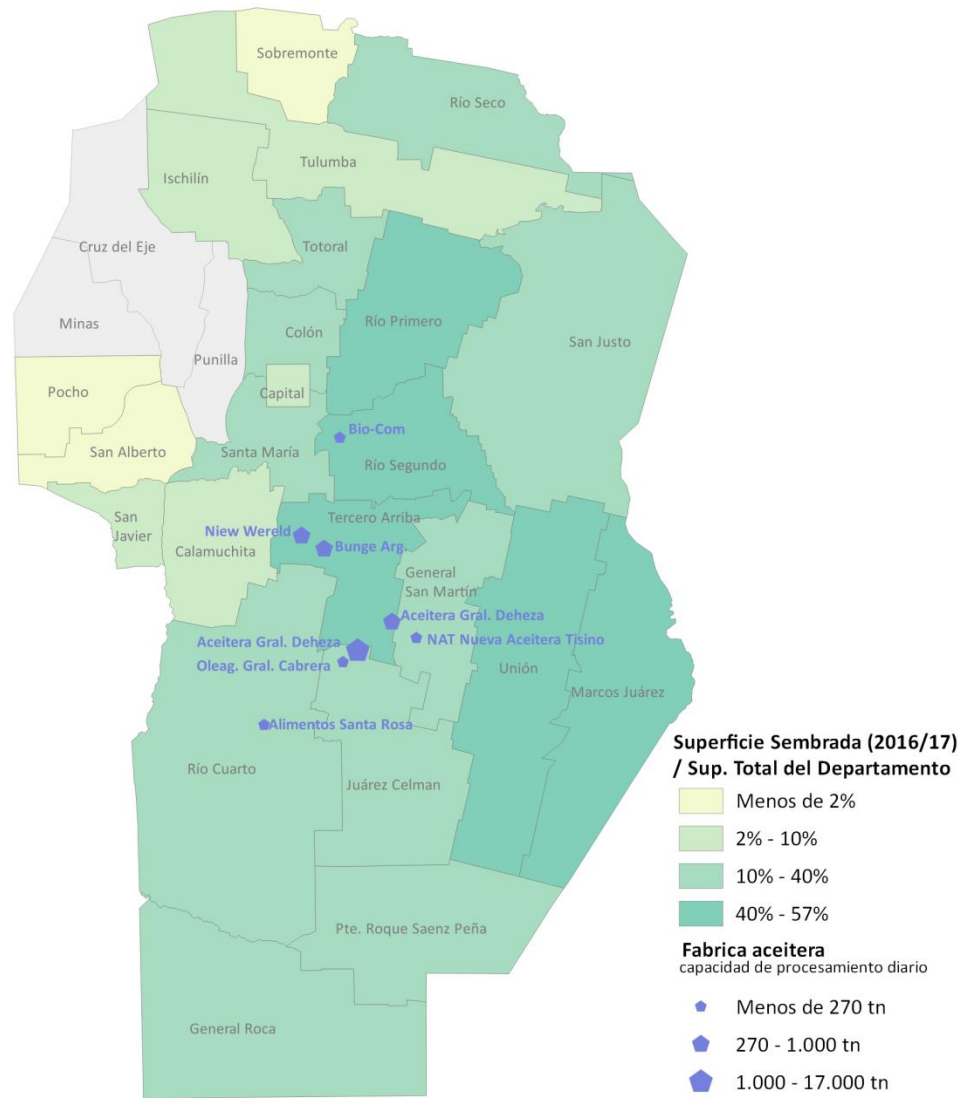 Sobremonte
Río Seco
Tulumba
Ischilín
Totoral
Cruz del Eje
Minas
Punilla
Colón
Río Primero
San Justo
Pocho
Capital
San Alberto
Bio-Com
Santa María
Río Segundo
San
Javier
Calamuchita
Tercero Arriba
Niew Wereld
Bunge Arg.
General
San Martín
Aceitera Gral. Deheza
NAT Nueva Aceitera Tisino
Aceitera Gral. Deheza
Oleag. Gral. Cabrera
Unión
Marcos Juárez
Alimentos Santa Rosa
Río Cuarto
Juárez Celman
Pte. Roque Saenz Peña
General Roca
Superficie Sembrada (2016/17)
/ Sup. Total del Departamento
Menos de 2%
2% - 10%
10% - 40%
40% - 57%
Fabrica aceitera
capacidad de procesamiento diario
Menos de 270 tn
270 - 1.000 tn
1.000 - 17.000 tn